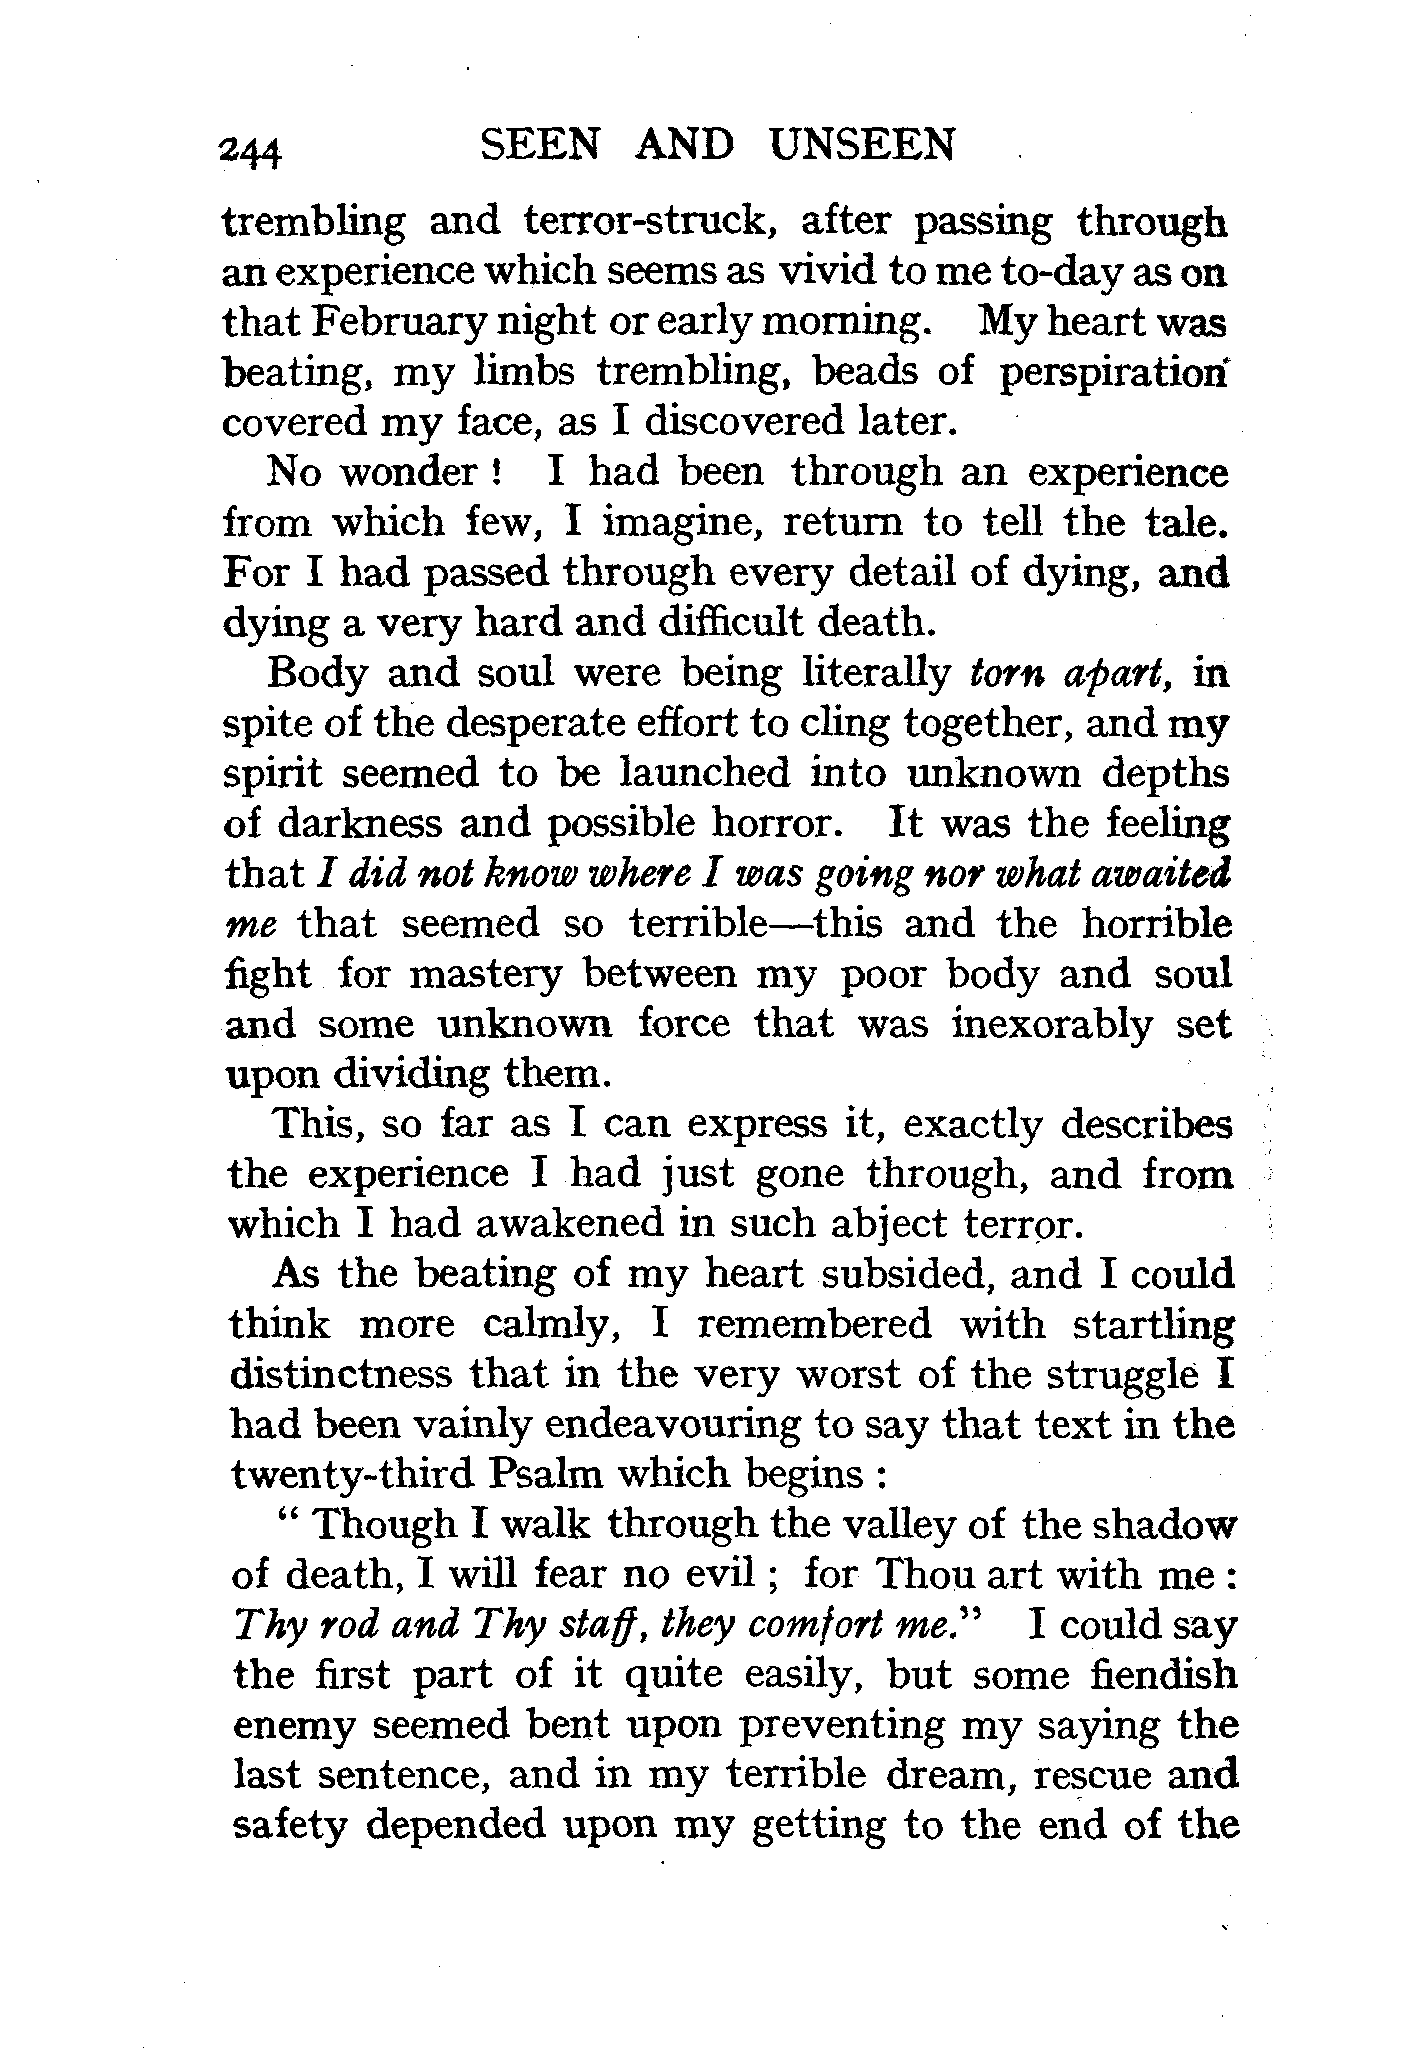 244 SEEN AND UNSEEN
trembling and terror-struck, after passing through
an experience which seems as vivid to me to-day as on
that February night or early morning. My heart was
beating, my limbs trembling, beads of perspiration
covered my face, as I discovered later.
No wonder ! I had been through an experience
from which few, I imagine, return to tell the tale.
For I had passed through every detail of dying, and
dying a very hard and difficult death.
Body and soul were being literally torn apart, in
spite of the desperate effort to cling together, and my
spirit seemed to be launched into unknown depths
of darkness and possible horror. It was the feeling
that I did not know where I was going nor what awaited
me that seemed so terrible—this and the horrible
fight for mastery between my poor body and soul
and some unknown force that was inexorably set
upon dividing them.
This, so far as I can express it, exactly describes
the experience I had just gone through, and from
which I had awakened in such abject terror.
As the beating of my heart subsided, and I could
think more calmly, I remembered with startling
distinctness that in the very worst of the struggle I
had been vainly endeavouring to say that text in the
twenty-third Psalm which begins :
“ Though I walk through the valley of the shadow
of death, I will fear no evil ; for Thou art with me :
Thy rod and Thy staff, they comfort me.” I could say
the first part of it quite easily, but some fiendish
enemy seemed bent upon preventing my saying the
last sentence, and in my terrible dream, rescue and
safety depended upon my getting to the end of the